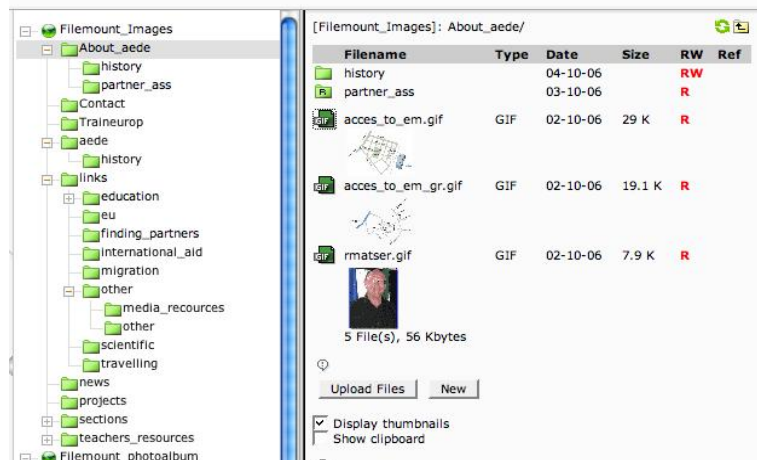 Filemount_Images
About_aede
history
partner_ass
Contact
Traineurop
aede
history
links
education
eu
finding_partners
international_aid
migration
other
media_recources
other
scientific
travelling
news
projects
sections
teachers_resources
Filemount_photoalbum
[Filemount_Images]: About_aede/
Filename Type Date Size RW Ref
history 04-10-06 RW
R partner_ass 03-10-06 R
GIF acces_to_em.gif GIF 02-10-06 29 K R
GIF acces_to_em_gr.gif GIF 02-10-06 19.1 K R
GIF rmatser.gif GIF 02-10-06 7.9 K R
5 File(s), 56 Kbytes
Upload Files New
Display thumbnails
Show clipboard